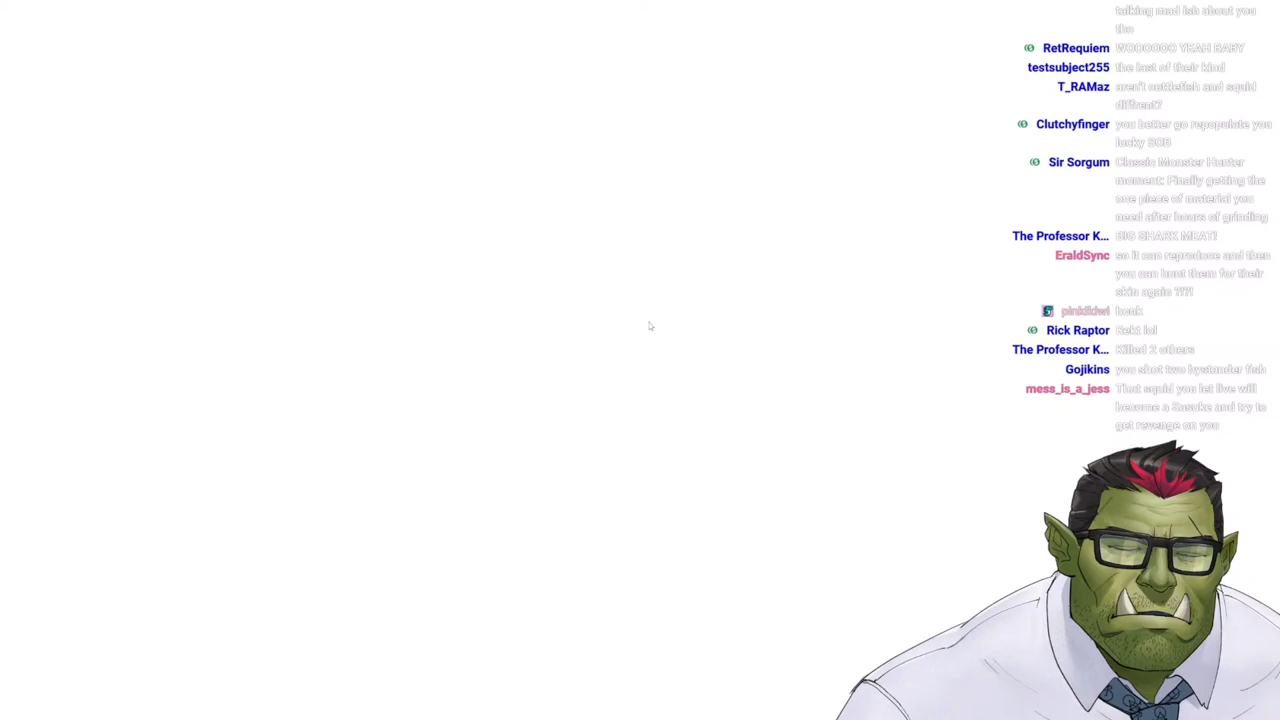 talking mad ish about you
tho
RetRequiem WOOOOOO YEAH BABY
testsubject255 the last of their kind
T_RAMaz aren't cuttlefish and squid
diffrent?
Clutchyfinger you better go repopulate you
lucky SOB
Sir Sorgum Classic Monster Hunter
moment: Finally getting the
one piece of material you
need after hours of grinding
The Professor K... BIG SHARK MEAT!
EraldSync so it can reproduce and then
you can hunt them for their
skin again ???!
pinkikiwi bonk
Rick Raptor Rekt lol
The Professor K... Killed 2 others
Gojikins you shot two bystander fish
mess_is_a_jess That squid you let live will
become a Sasuke and try to
get revenge on you